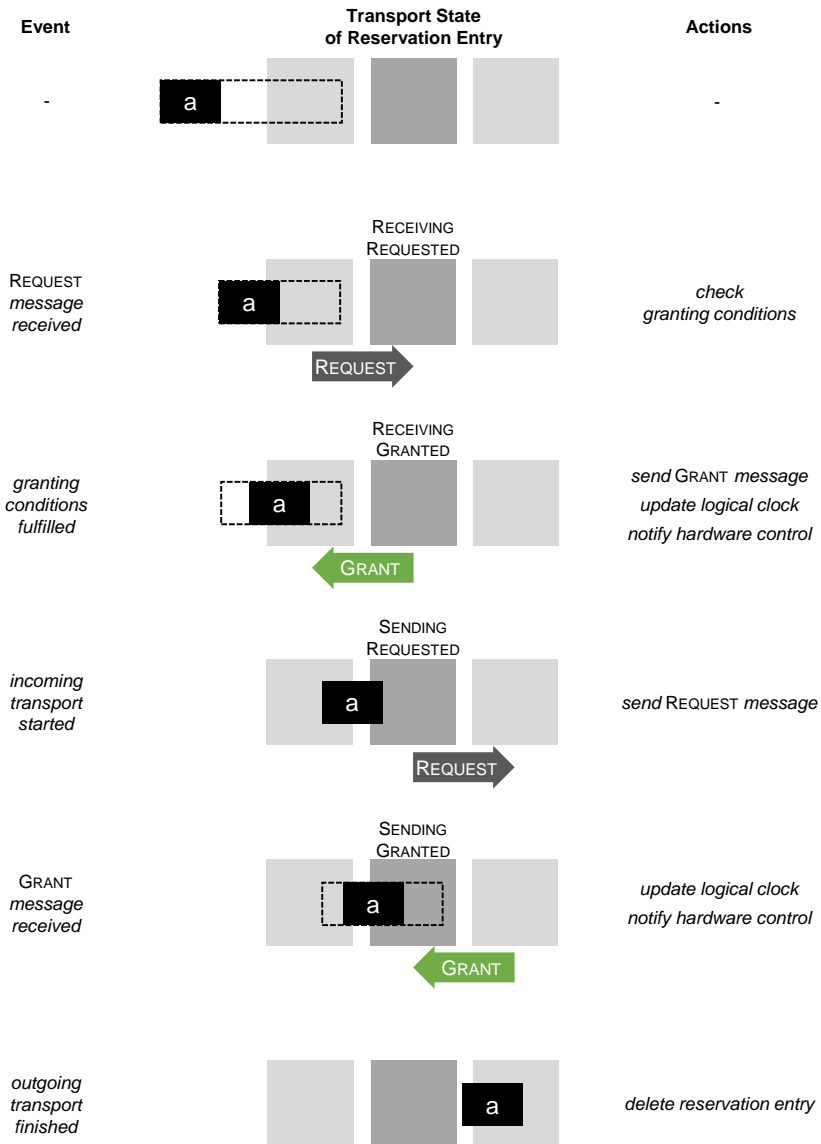 Event
Transport State
of Reservation Entry
Actions
-
a
-
RECEIVING
REQUESTED
REQUEST
message
received
a
check
granting conditions
REQUEST
RECEIVING
GRANTED
granting
conditions
fulfilled
a
send GRANT message
update logical clock
notify hardware control
GRANT
SENDING
REQUESTED
incoming
transport
started
a
send REQUEST message
REQUEST
SENDING
GRANTED
GRANT
message
received
a
update logical clock
notify hardware control
GRANT
outgoing
transport
finished
a
delete reservation entry